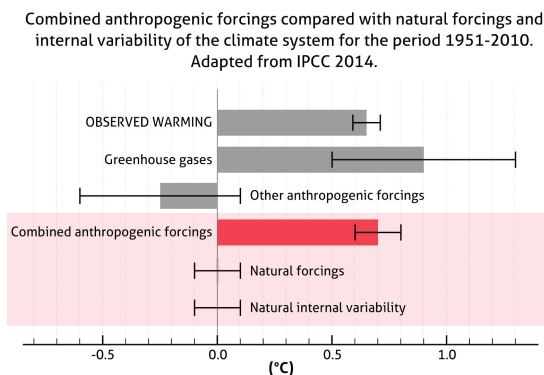 Combined anthropogenic forcings compared with natural forcings and
internal variability of the climate system for the period 1951-2010.
Adapted from IPCC 2014.
OBSERVED WARMING
Greenhouse gases
Other anthropogenic forcings
Combined anthropogenic forcings
Natural forcings
Natural internal variability
-0.5 0.0 0.5 1.0
(°C)